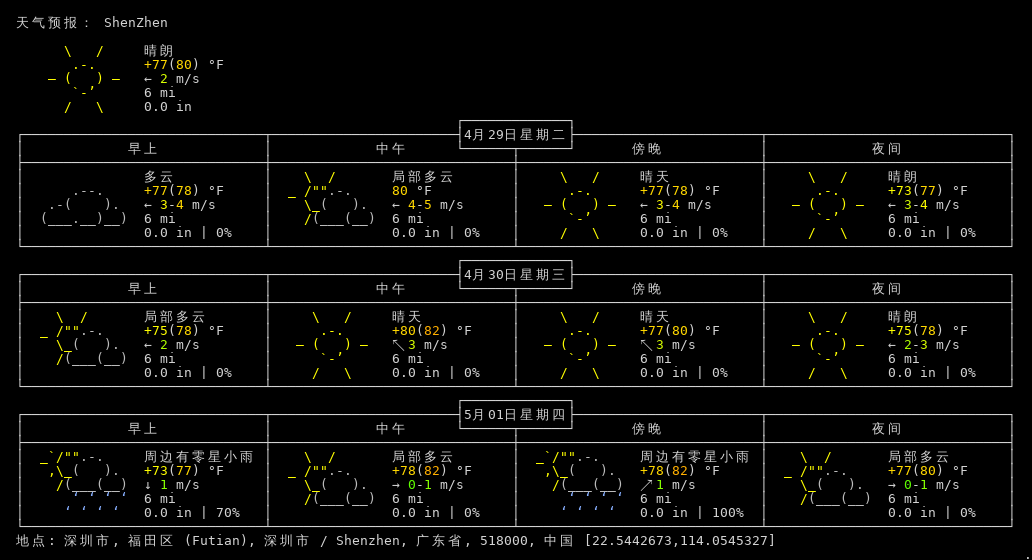 天气预报： ShenZhen
晴朗
+77(80) °F
← 2 m/s
6 mi
0.0 in
4月29日星期二
早上 中午 傍晚 夜间
多云 局部多云 晴天 晴朗
+77(78) °F 80 °F +77(78) °F +73(77) °F
← 3-4 m/s ← 4-5 m/s ← 3-4 m/s ← 3-4 m/s
6 mi 6 mi 6 mi 6 mi
0.0 in | 0% 0.0 in | 0% 0.0 in | 0% 0.0 in | 0%
4月30日星期三
早上 中午 傍晚 夜间
局部多云 晴天 晴天 晴朗
+75(78) °F +80(82) °F +77(80) °F +75(78) °F
← 2 m/s ↖ 3 m/s ↖ 3 m/s ← 2-3 m/s
6 mi 6 mi 6 mi 6 mi
0.0 in | 0% 0.0 in | 0% 0.0 in | 0% 0.0 in | 0%
5月01日星期四
早上 中午 傍晚 夜间
周边有零星小雨 局部多云 周边有零星小雨 局部多云
+73(77) °F +78(82) °F +78(82) °F +77(80) °F
↓ 1 m/s → 0-1 m/s ↗ 1 m/s → 0-1 m/s
6 mi 6 mi 6 mi 6 mi
0.0 in | 70% 0.0 in | 0% 0.0 in | 100% 0.0 in | 0%
地点: 深圳市, 福田区 (Futian), 深圳市 / Shenzhen, 广东省, 518000, 中国 [22.5442673,114.0545327]